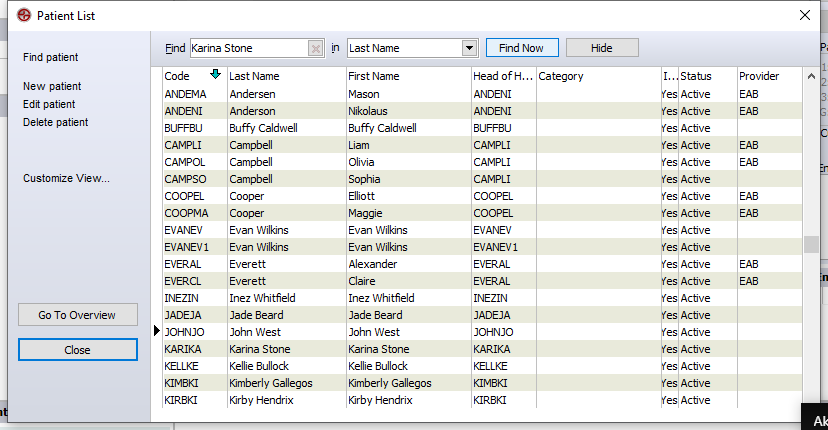 Patient List
Find patient
New patient
Edit patient
Delete patient
Customize View...
Go To Overview
Close
Find Karina Stone in Last Name Find Now Hide
Code Last Name First Name Head of H... Category I... Status Provider
ANDEMA Andersen Mason ANDENI Yes Active EAB
ANDENI Anderson Nikolaus ANDENI Yes Active EAB
BUFFBU Buffy Caldwell Buffy Caldwell BUFFBU Yes Active
CAMPLI Campbell Liam CAMPLI Yes Active EAB
CAMPOL Campbell Olivia CAMPLI Yes Active EAB
CAMPSO Campbell Sophia CAMPLI Yes Active
COOPEL Cooper Elliott COOPEL Yes Active EAB
COOPMA Cooper Maggie COOPEL Yes Active EAB
EVANEV Evan Wilkins Evan Wilkins EVANEV Yes Active
EVANEV1 Evan Wilkins Evan Wilkins EVANEV1 Yes Active
EVERAL Everett Alexander EVERAL Yes Active EAB
EVERCL Everett Claire EVERAL Yes Active EAB
INEZIN Inez Whitfield Inez Whitfield INEZIN Yes Active
JADEJA Jade Beard Jade Beard JADEJA Yes Active
JOHNJO John West John West JOHNJO Yes Active
KARIKA Karina Stone Karina Stone KARIKA Yes Active
KELLKE Kellie Bullock Kellie Bullock KELLKE Yes Active
KIMBKI Kimberly Gallegos Kimberly Gallegos KIMBKI Yes Active
KIRBKI Kirby Hendrix Kirby Hendrix KIRBKI Yes Active
Ak